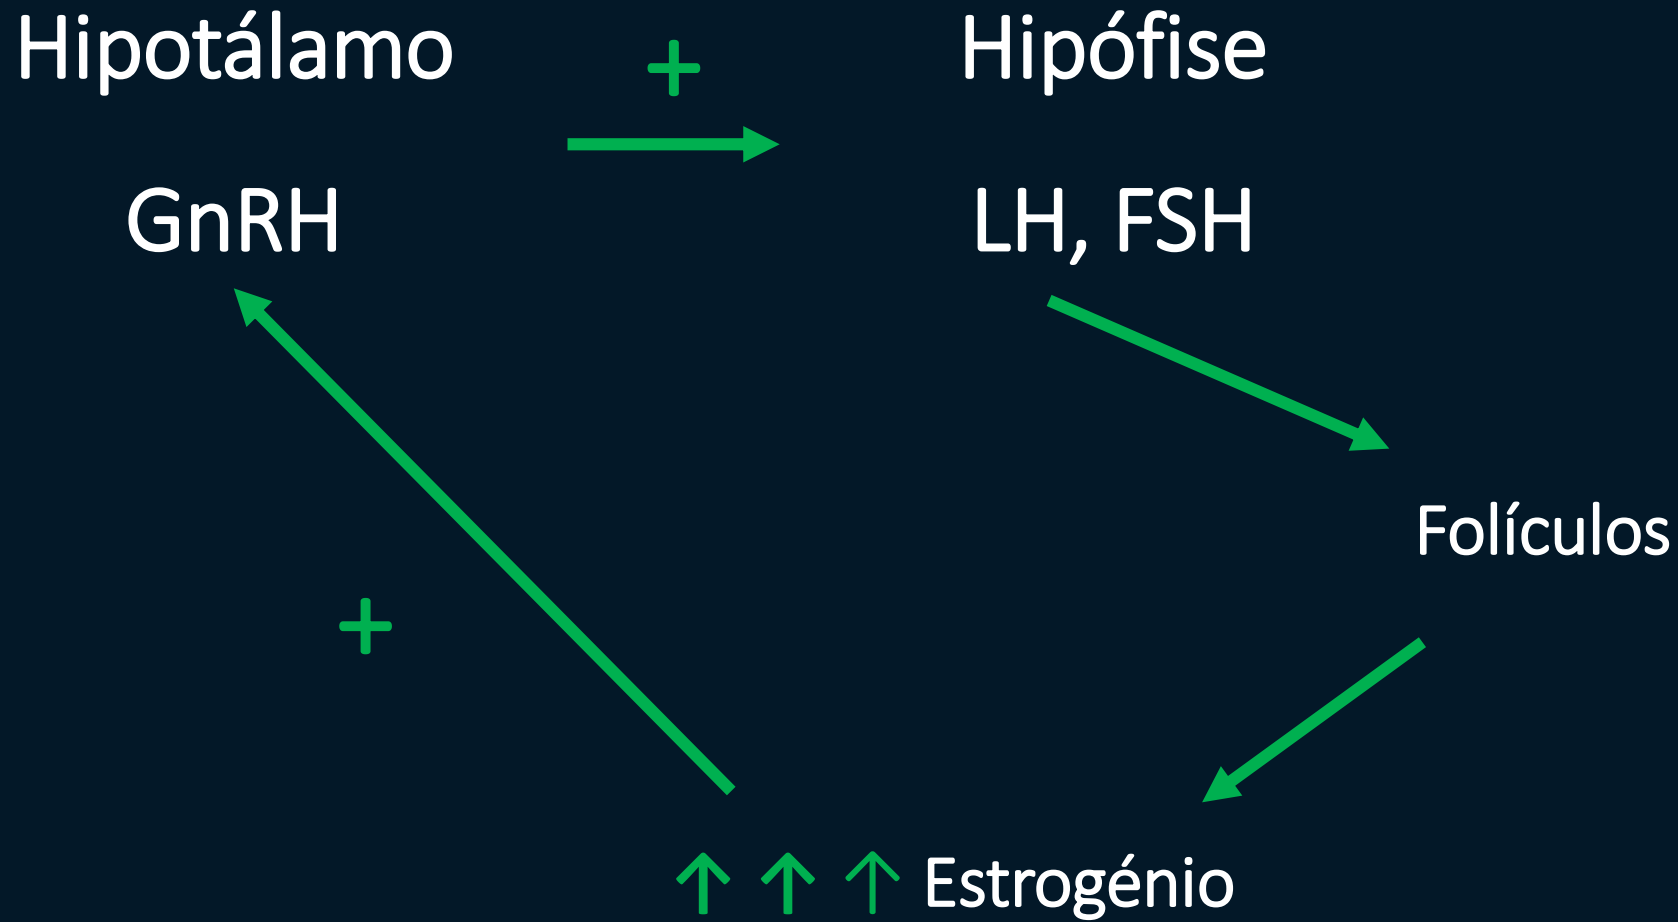 Hipotálamo
+
Hipófise
GnRH
LH, FSH
Folículos
+
↑ ↑ ↑ Estrogénio